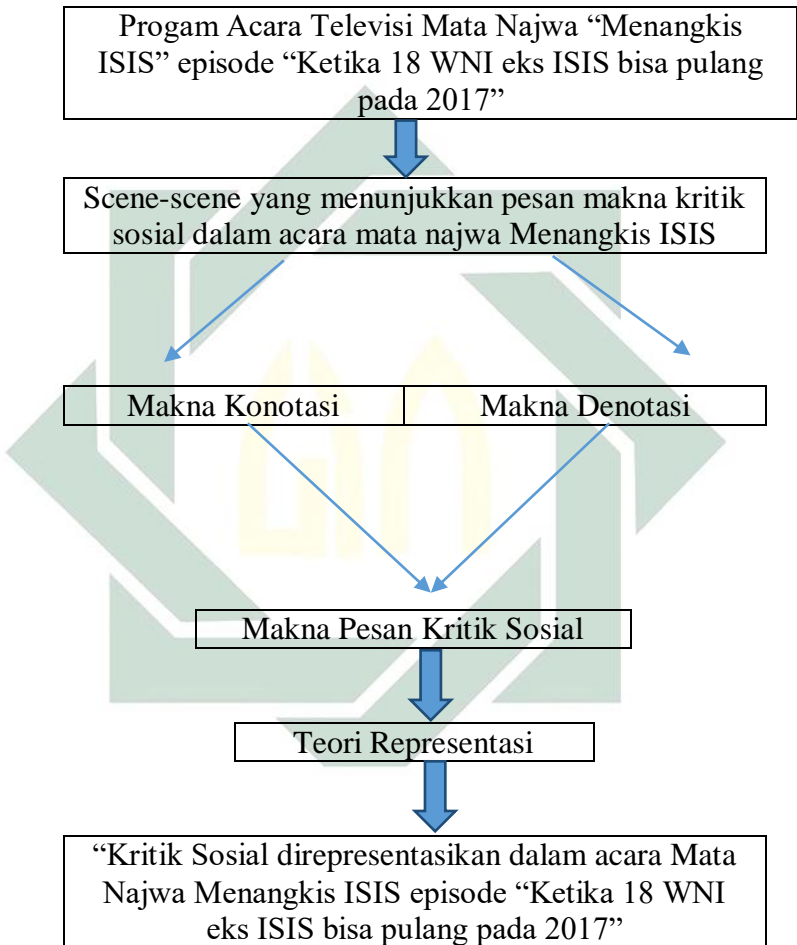 Progam Acara Televisi Mata Najwa “Menangkis
ISIS” episode “Ketika 18 WNI eks ISIS bisa pulang
pada 2017”
Scene-scene yang menunjukkan pesan makna kritik
sosial dalam acara mata najwa Menangkis ISIS
Makna Konotasi
Makna Denotasi
Makna Pesan Kritik Sosial
Teori Representasi
“Kritik Sosial direpresentasikan dalam acara Mata
Najwa Menangkis ISIS episode “Ketika 18 WNI
eks ISIS bisa pulang pada 2017”